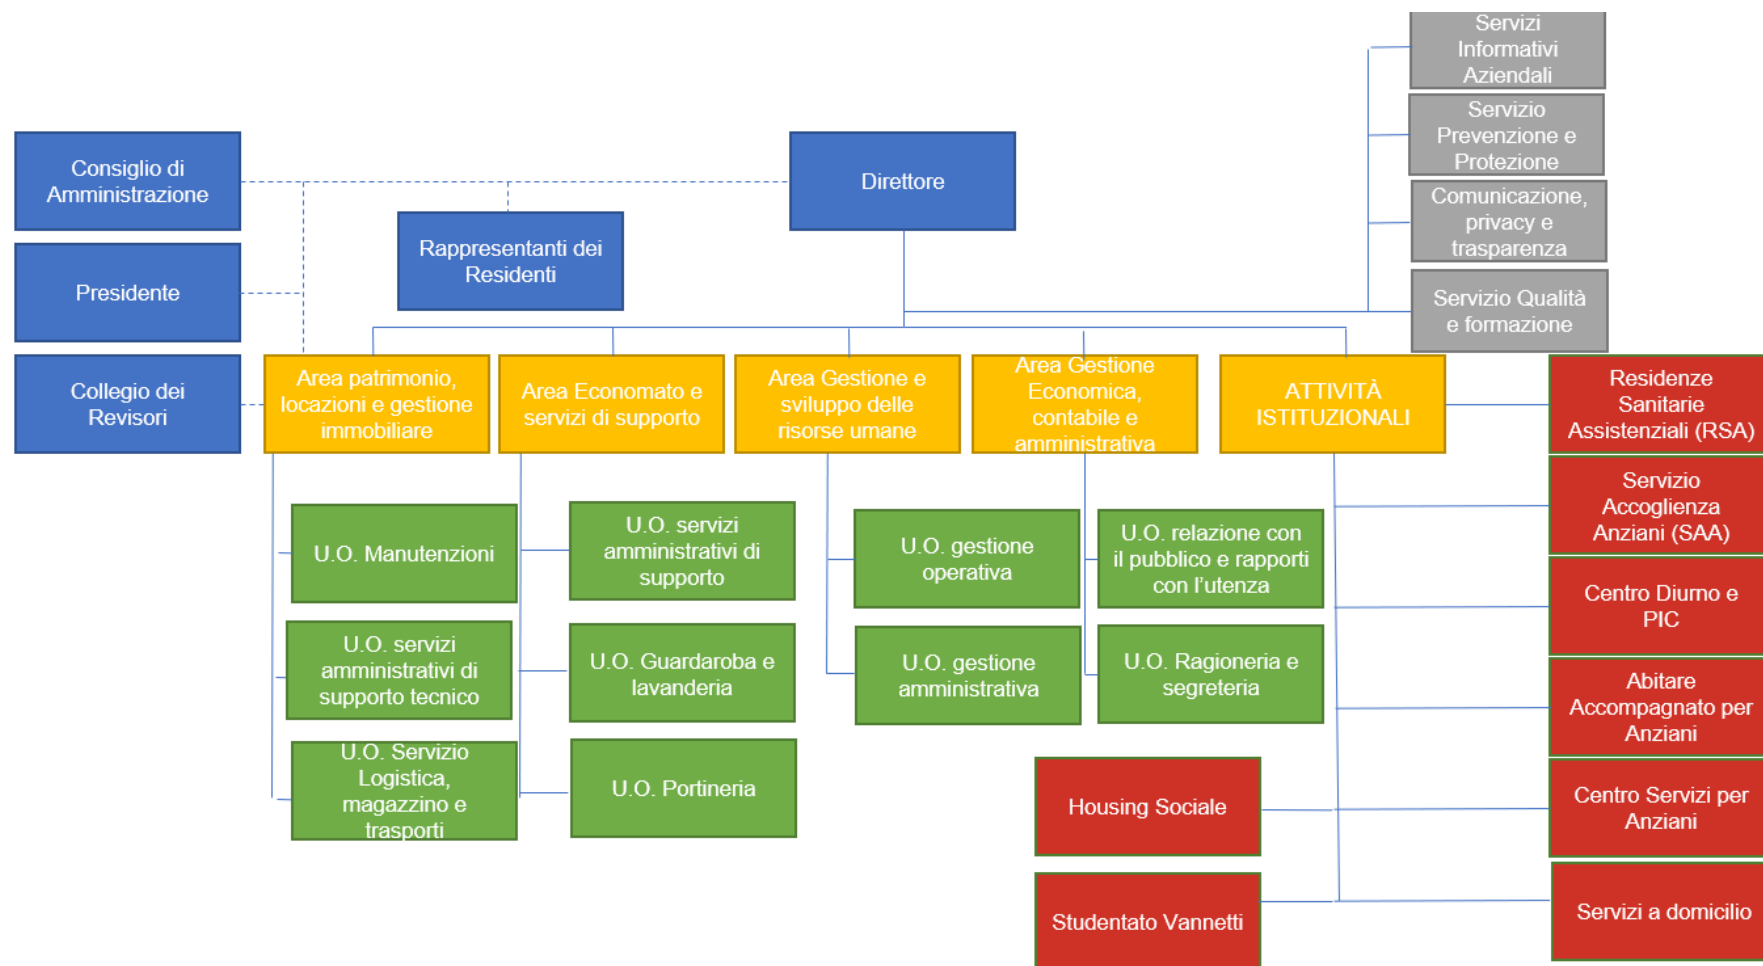 Servizi
Informativi
Aziendali
Servizio
Prevenzione e
Protezione
Comunicazione,
privacy e
trasparenza
Servizio Qualità
e formazione
Consiglio di
Amministrazione
Direttore
Rappresentanti dei
Residenti
Presidente
Collegio dei
Revisori
Area patrimonio,
locazioni e gestione
immobiliare
Area Economato e
servizi di supporto
Area Gestione e
sviluppo delle
risorse umane
Area Gestione
Economica,
contabile e
amministrativa
ATTIVITÀ
ISTITUZIONALI
Residenze
Sanitarie
Assistenziali (RSA)
U.O. Manutenzioni
U.O. servizi
amministrativi di
supporto tecnico
U.O. Servizio
Logistica,
magazzino e
trasporti
U.O. servizi
amministrativi di
supporto
U.O. Guardaroba e
lavanderia
U.O. Portineria
U.O. gestione
operativa
U.O. gestione
amministrativa
U.O. relazione con
il pubblico e rapporti
con l’utenza
U.O. Ragioneria e
segreteria
Servizio
Accoglienza
Anziani (SAA)
Centro Diurno e
PIC
Abitare
Accompagnato per
Anziani
Centro Servizi per
Anziani
Servizi a domicilio
Housing Sociale
Studentato Vannetti